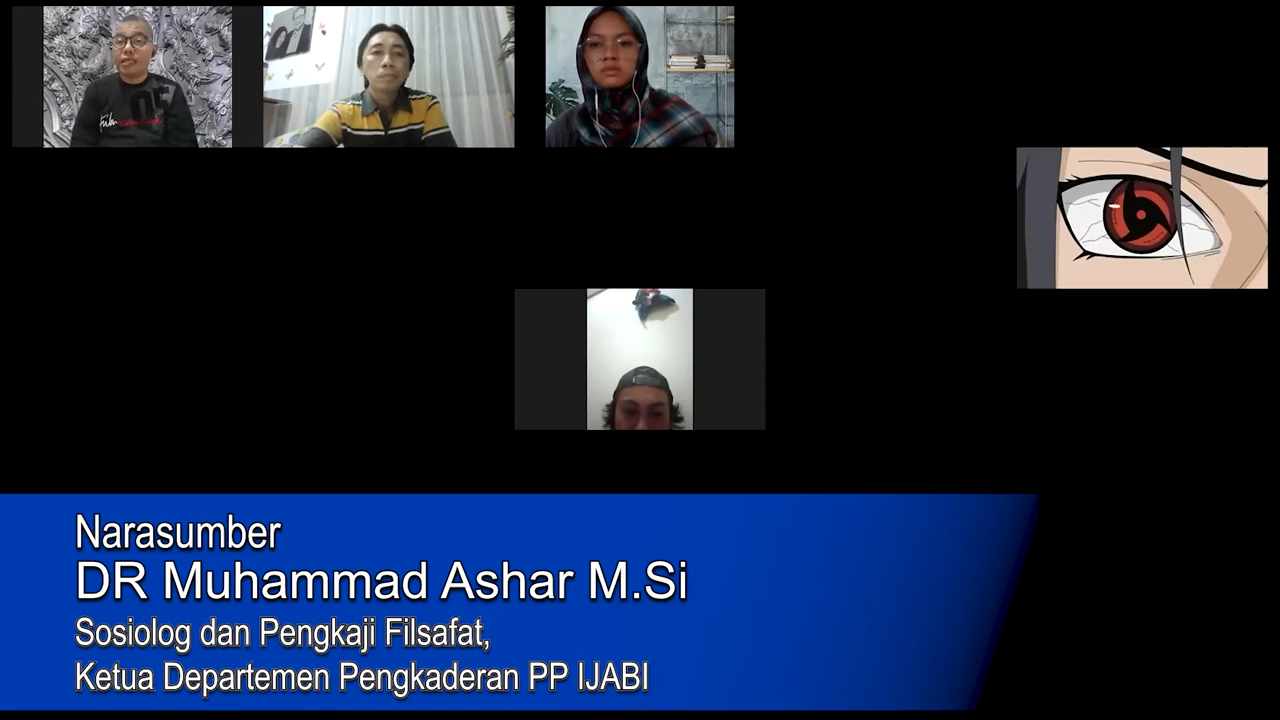 Narasumber
DR Muhammad Ashar M.Si
Sosiolog dan Pengkaji Filsafat,
Ketua Departemen Pengkaderan PP IJABI